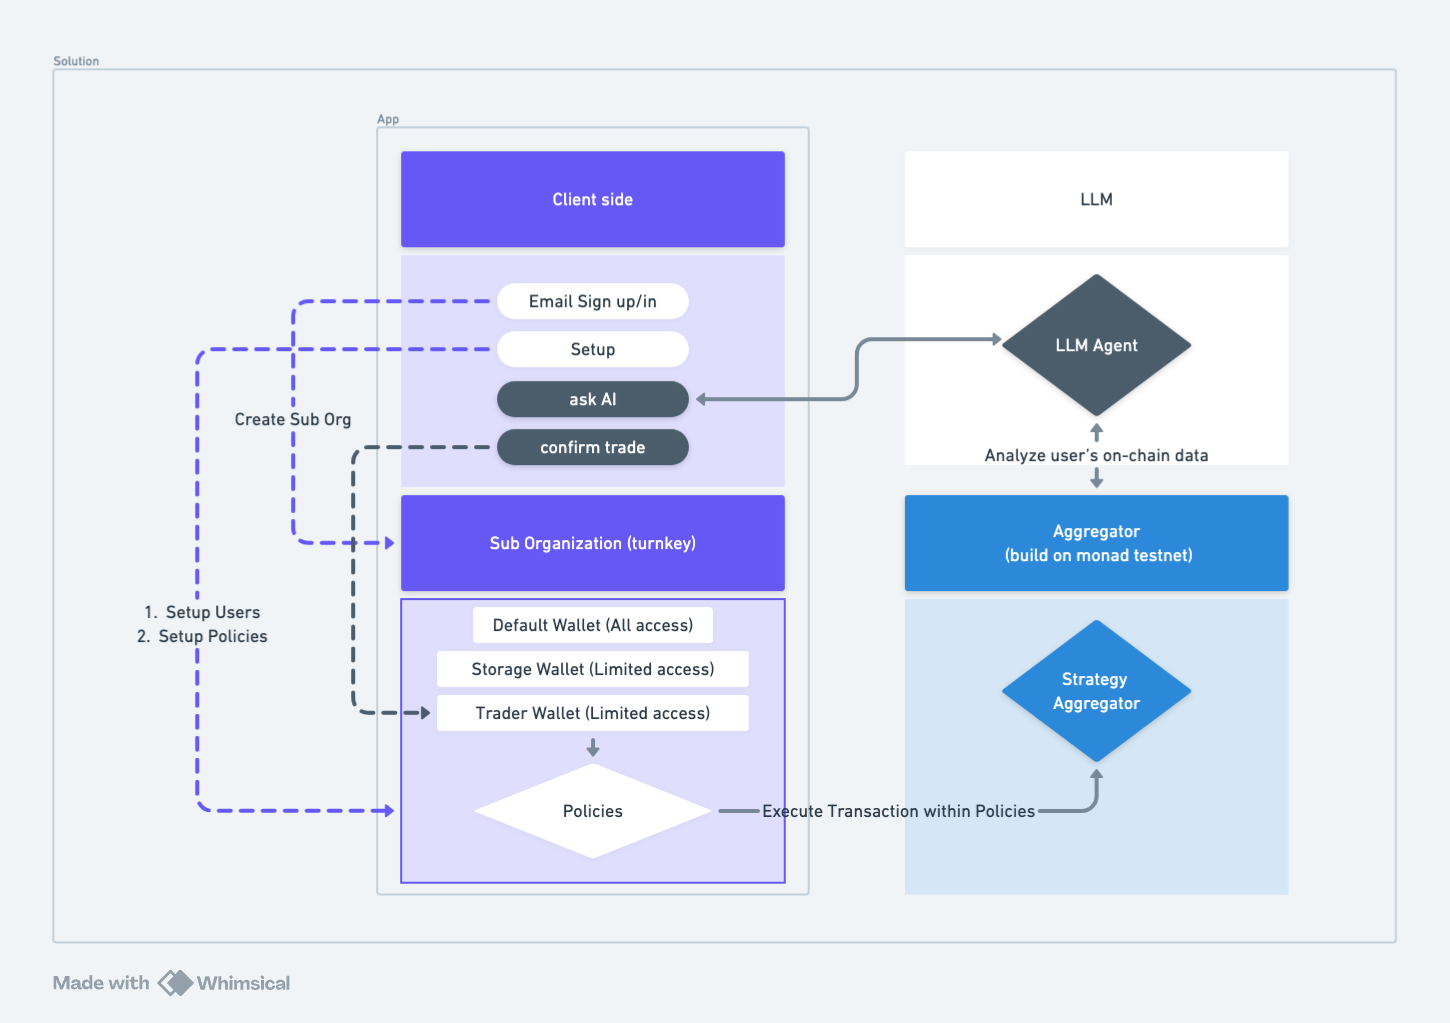 Solution
App
Client side
LLM
Email Sign up/in
Setup
LLM Agent
ask AI
Create Sub Org
confirm trade
Analyze user's on-chain data
Sub Organization (turnkey)
Aggregator
(build on monad testnet)
1. Setup Users
2. Setup Policies
Default Wallet (All access)
Storage Wallet (Limited access)
Trader Wallet (Limited access)
Strategy
Aggregator
Policies
Execute Transaction within Policies
Made with Whimsical